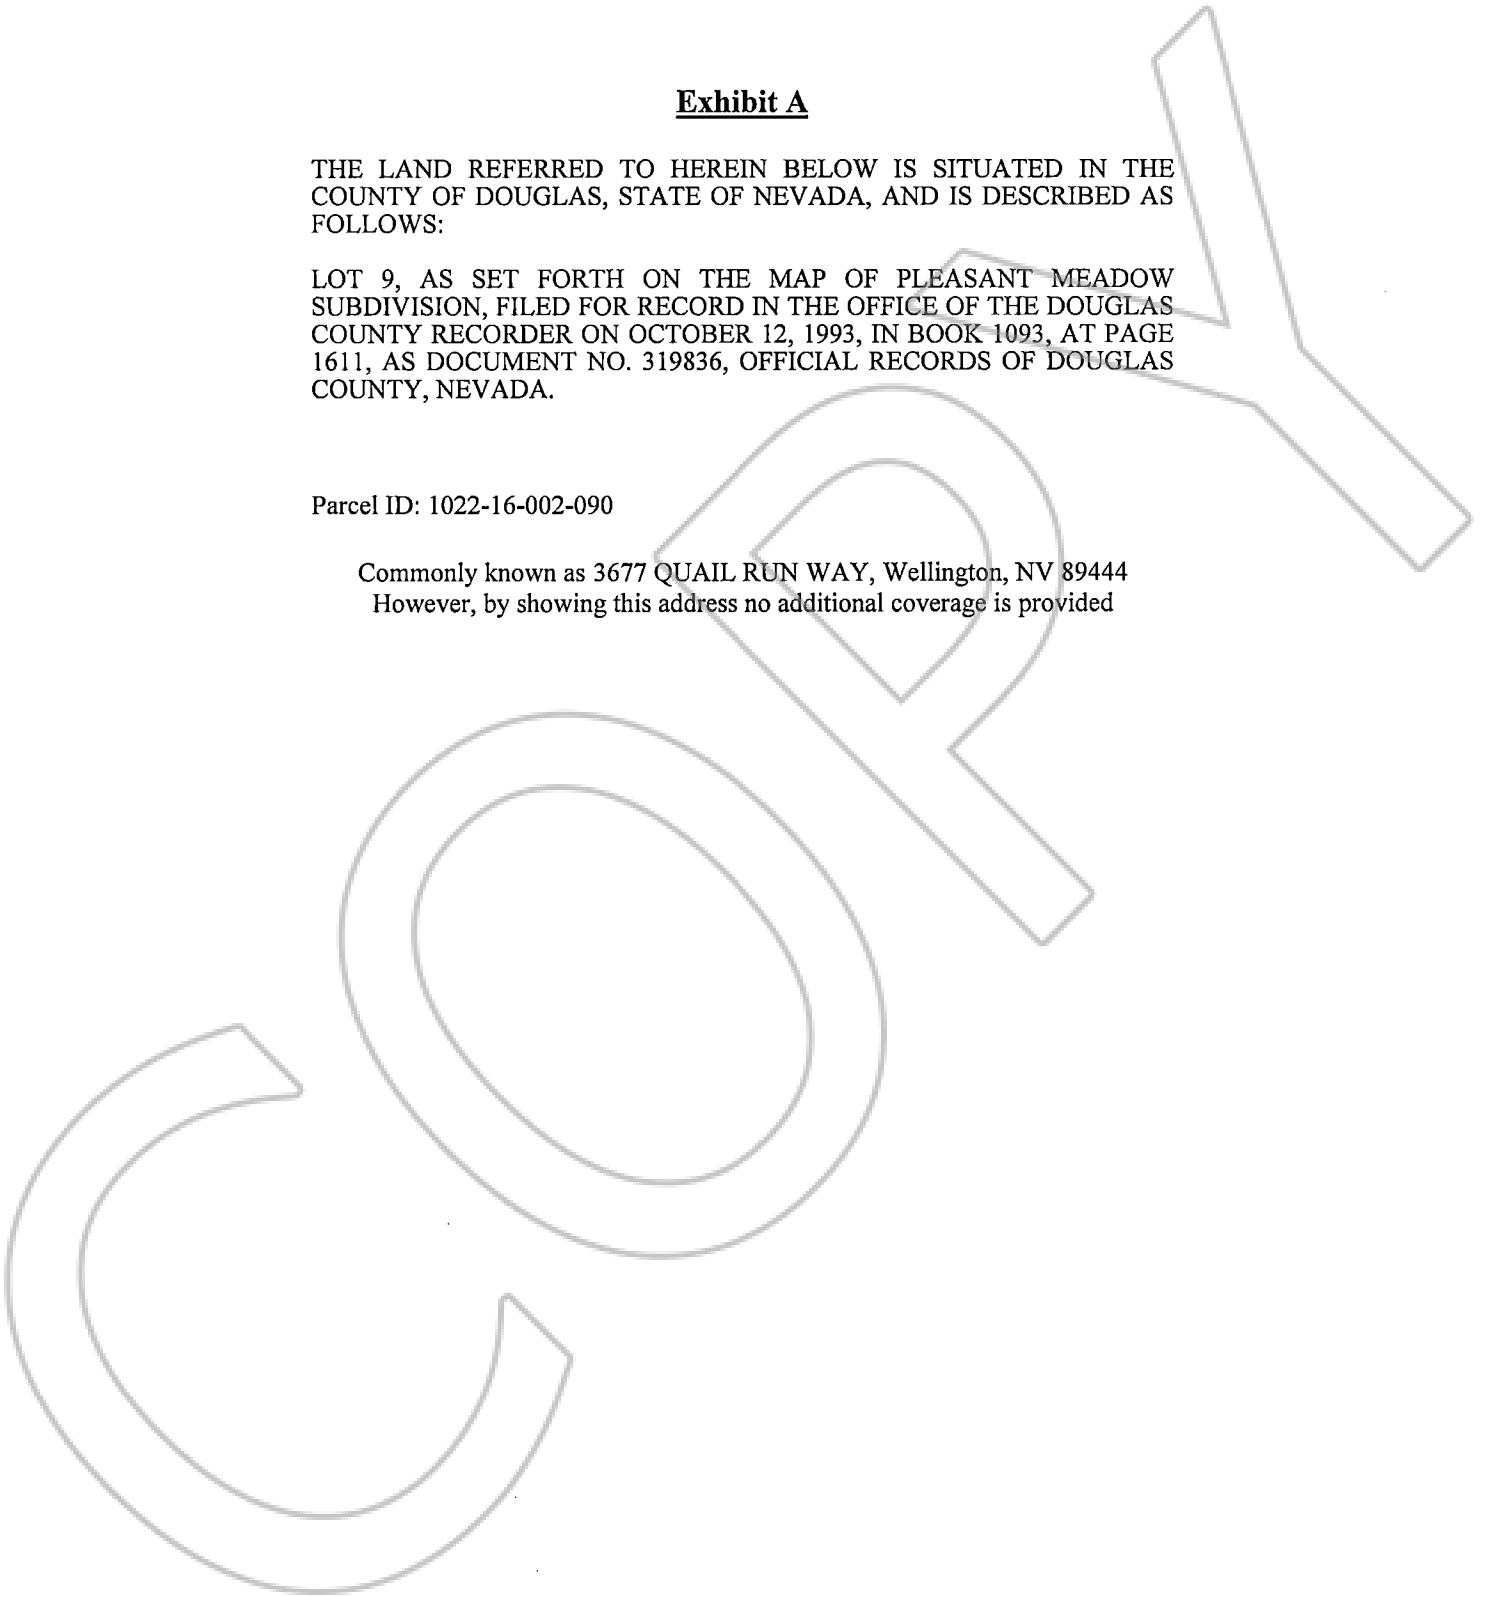 Exhibit A
THE LAND REFERRED TO HEREIN BELOW IS SITUATED IN THE
COUNTY OF DOUGLAS, STATE OF NEVADA, AND IS DESCRIBED AS
FOLLOWS:
LOT 9, AS SET FORTH ON THE MAP OF PLEASANT MEADOW
SUBDIVISION, FILED FOR RECORD IN THE OFFICE OF THE DOUGLAS
COUNTY RECORDER ON OCTOBER 12, 1993, IN BOOK 1093, AT PAGE
1611, AS DOCUMENT NO. 319836, OFFICIAL RECORDS OF DOUGLAS
COUNTY, NEVADA.
Parcel ID: 1022-16-002-090
Commonly known as 3677 QUAIL RUN WAY, Wellington, NV 89444
However, by showing this address no additional coverage is provided
COPY